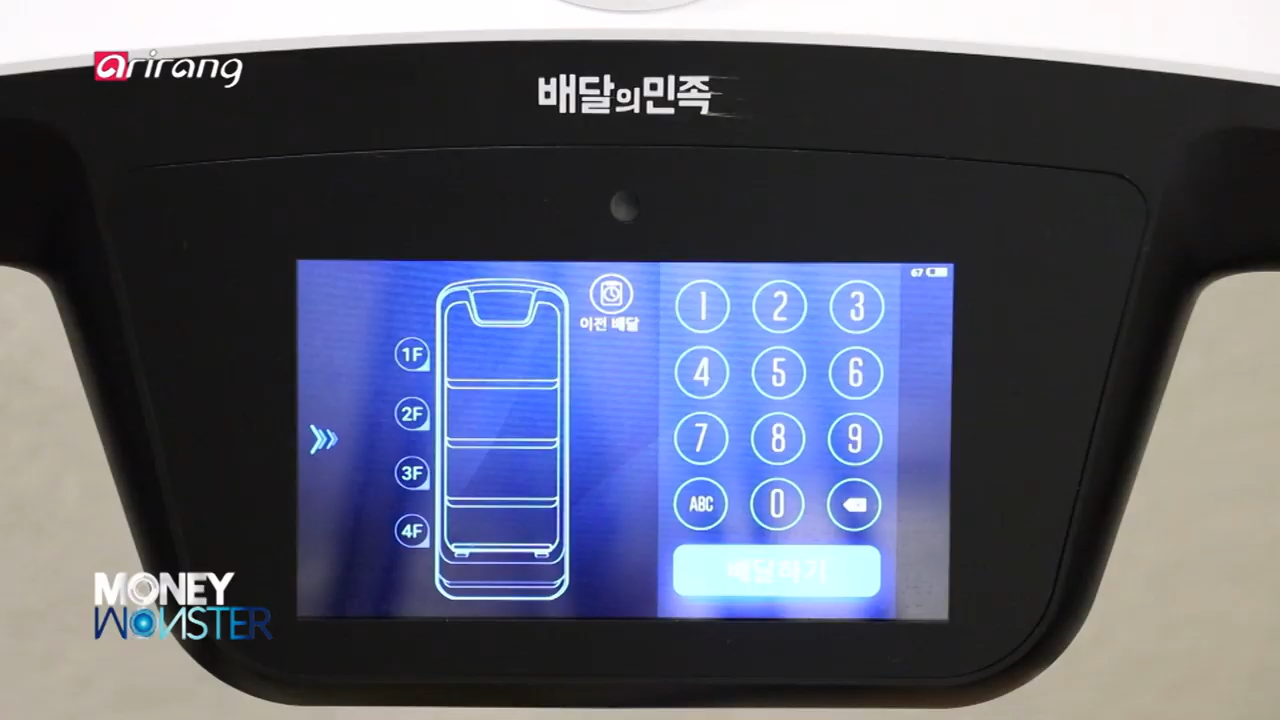 arirang
배달의민족
67
이전 배달
1F
2F
3F
4F
1 2 3
4 5 6
7 8 9
ABC 0
배달하기
MONEY
MONSTER